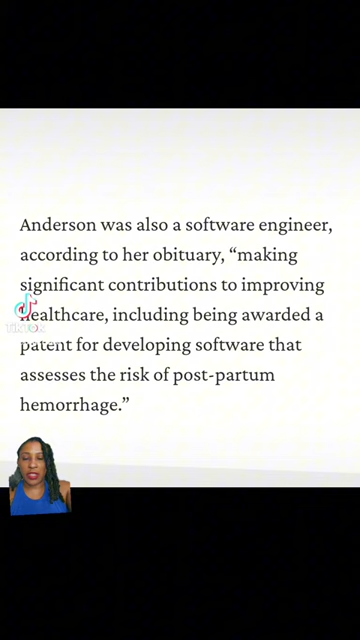 Anderson was also a software engineer,
according to her obituary, “making
significant contributions to improving
healthcare, including being awarded a
patent for developing software that
assesses the risk of post-partum
hemorrhage.”
TikTok